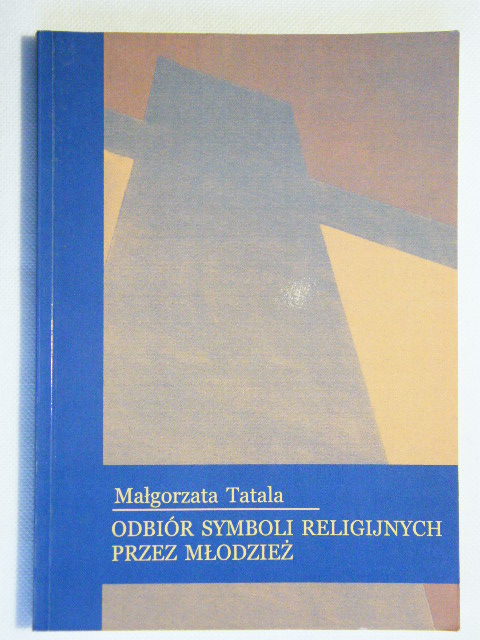 Małgorzata Tatala
ODBIÓR SYMBOLI RELIGIJNYCH
PRZEZ MŁODZIEŻ